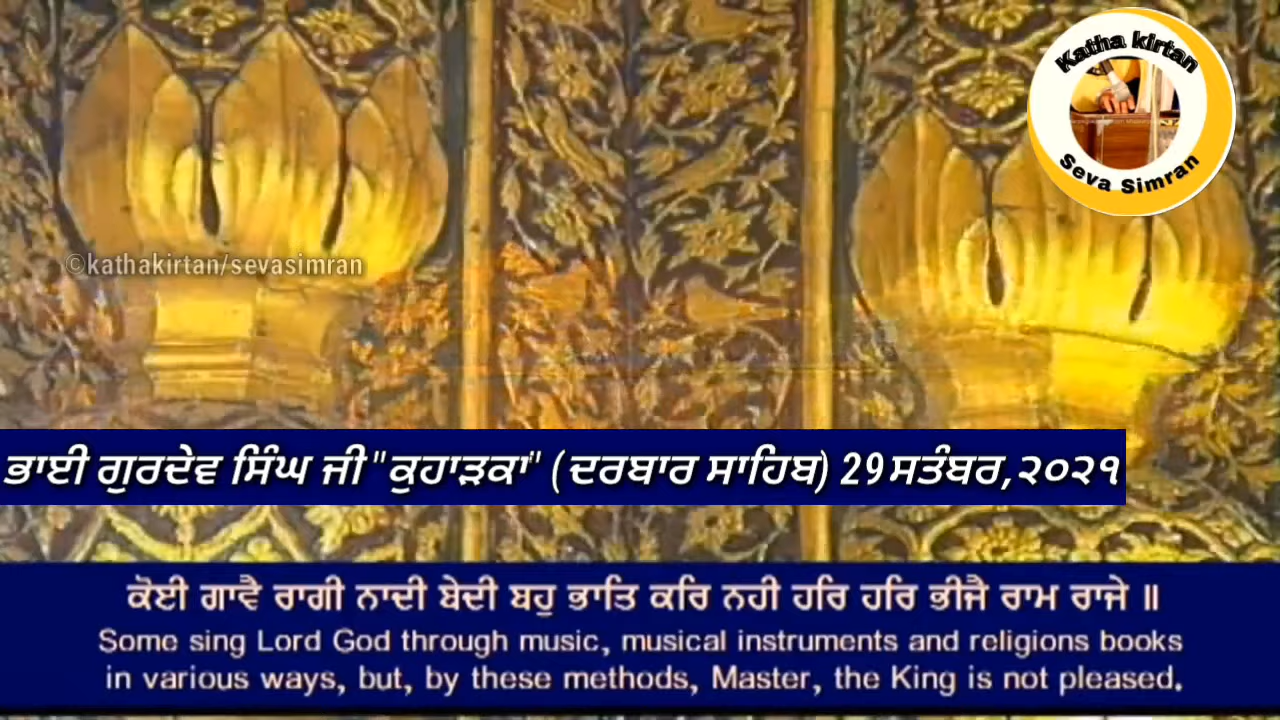 Katha kirtan
Seva Simran
©kathakirtan/sevasimran
ਭਾਈ ਗੁਰਦੇਵ ਸਿੰਘ ਜੀ "ਕੁਹਾੜਕਾ" (ਦਰਬਾਰ ਸਾਹਿਬ) 29 ਸਤੰਬਰ,੨੦੨੧
ਕੋਈ ਗਾਵੈ ਰਾਗੀ ਨਾਦੀ ਬੇਦੀ ਬਹੁ ਭਾਤਿ ਕਰਿ ਨਹੀ ਹਰਿ ਹਰਿ ਭੀਜੈ ਰਾਮ ਰਾਜੇ ॥
Some sing Lord God through music, musical instruments and religions books
in various ways, but, by these methods, Master, the King is not pleased.